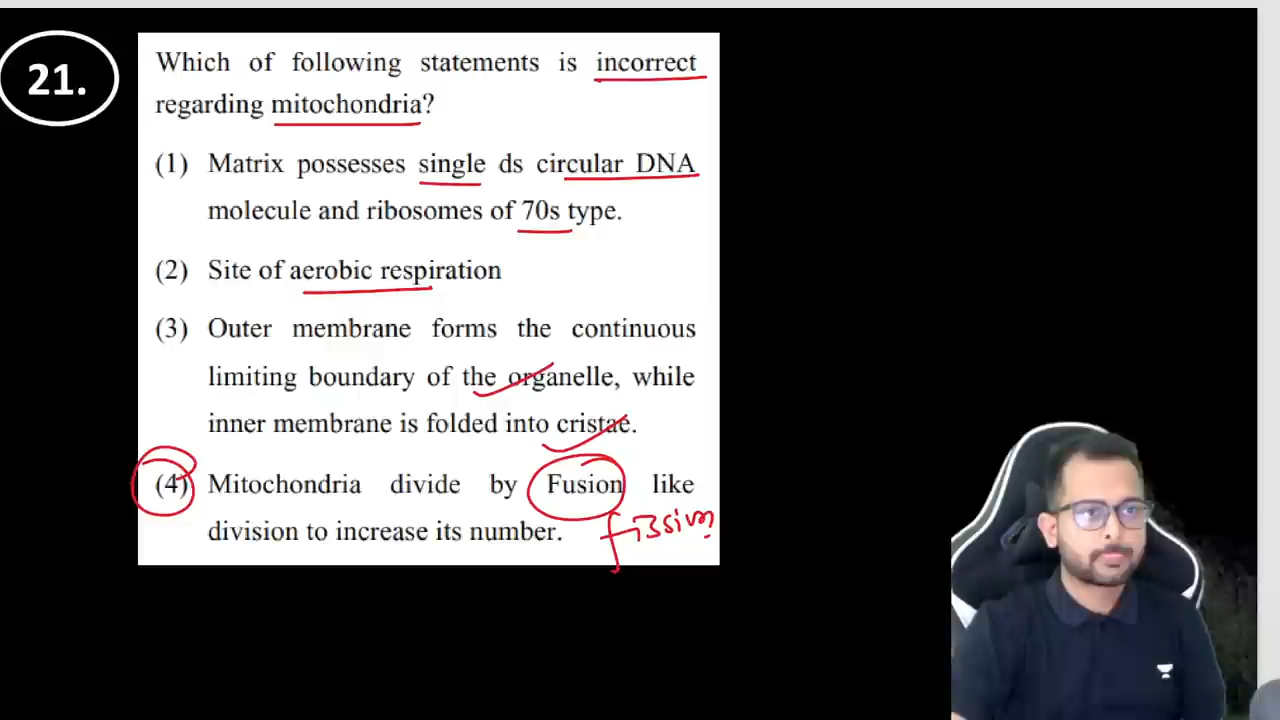 21.
Which of following statements is incorrect
regarding mitochondria?
(1) Matrix possesses single ds circular DNA
molecule and ribosomes of 70s type.
(2) Site of aerobic respiration
(3) Outer membrane forms the continuous
limiting boundary of the organelle, while
inner membrane is folded into cristae.
(4) Mitochondria divide by Fusion like
division to increase its number.
fission